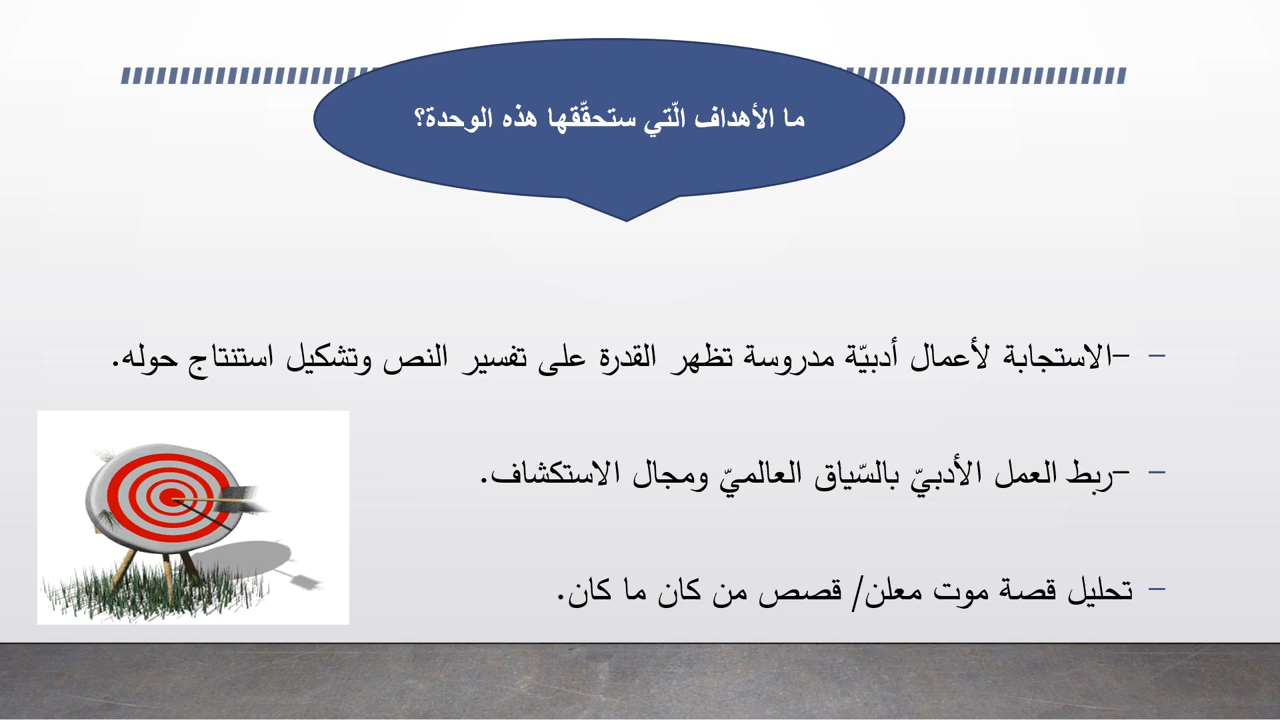 ما الأهداف الّتي ستحقّقها هذه الوحدة؟
– –الاستجابة لأعمال أدبيّة مدروسة تظهر القدرة على تفسير النص وتشكيل استنتاج حوله.
– –ربط العمل الأدبيّ بالسّياق العالميّ ومجال الاستكشاف.
– تحليل قصة موت معلن/ قصص من كان ما كان.